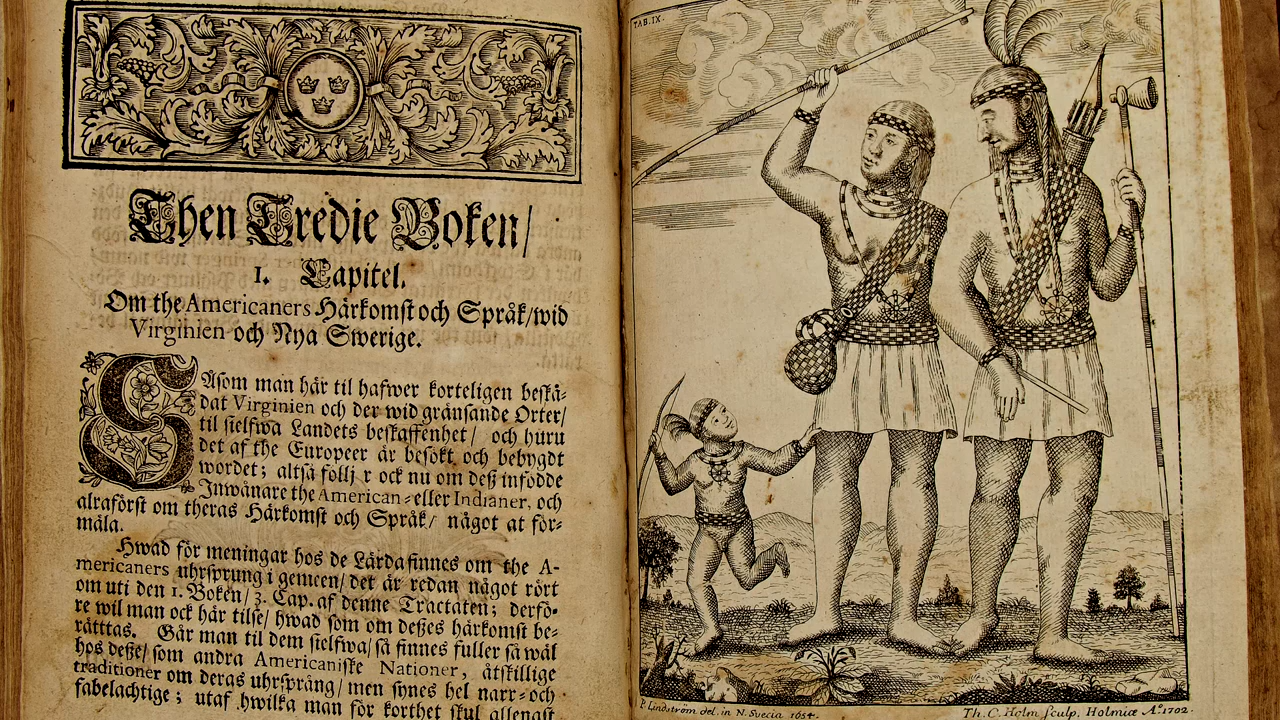 Then Tredie Boken/
I. Capitel.
Om the Americaners Härkomst och Språk/wid
Virginien och Nya Swerige.
SÅsom man här til hafwer korteligen beskå-
dat Virginien och der wid gränsande Orter/
til sielfwa Landets beskaffenhet/ och huru
det af the Europeer är besökt och bebygdt
wordet; altså följ r ock nu om deß infödde
Inwånare the American- eller Indianer, och
alraförst om theras Härkomst och Språk/ något at för-
mäla.
Hwad för meningar hos de Lärda finnes om the A-
mericaners uhrsprung i gemeen/ det är redan något rört
om uti den 1. Boken/ 3. Cap. af denne Tractaten; derfö-
re wil man ock här tilse/ hwad som om deßes härkomst be-
rättas. Går man til dem sielfwa/ så finnes fuller så wäl
hos deße/ som andra Americaniske Nationer, åtskillige
traditioner om deras uhrsprång/ men synes hel narr- och
fabelachtige; utaf hwilka man för korthet skul allenast
TAB. IX.
P. Lindström del. in N. Svecia 1654.
Th. C. Holm sculp. Holmiæ Aº. 1702.